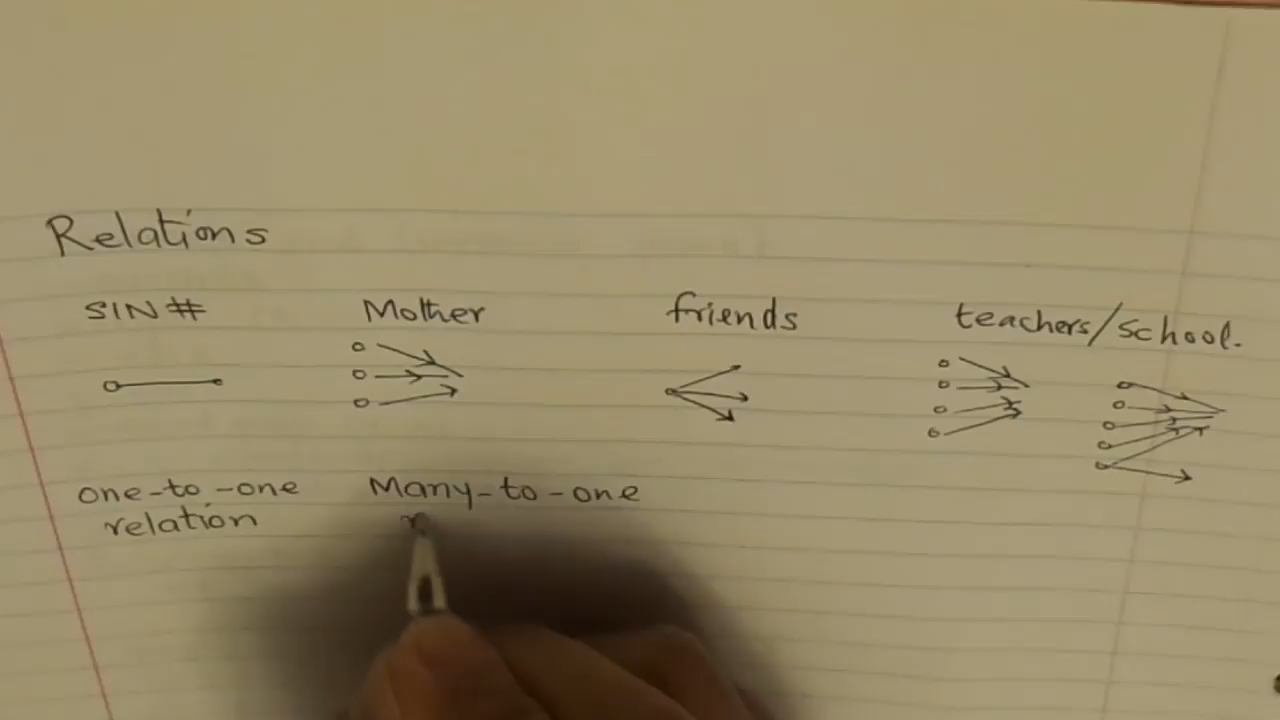 Relations
SIN # Mother friends teachers/school.
one-to-one Many-to-one
relation r